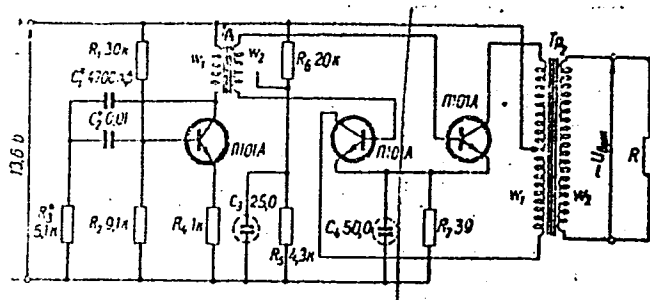 R₁ 30к
C₁* 4700
C₂* 0,01
13,6 в
R₃* 5,1к
R₂ 9,1к
П101А
R₄ 1к
C₃ 25,0
w₁
w₂
R₆ 20к
R₅ 4,3к
П101А
П101А
C₄ 50,0
R₇ 39
Тр₂
w₁
w₂
R